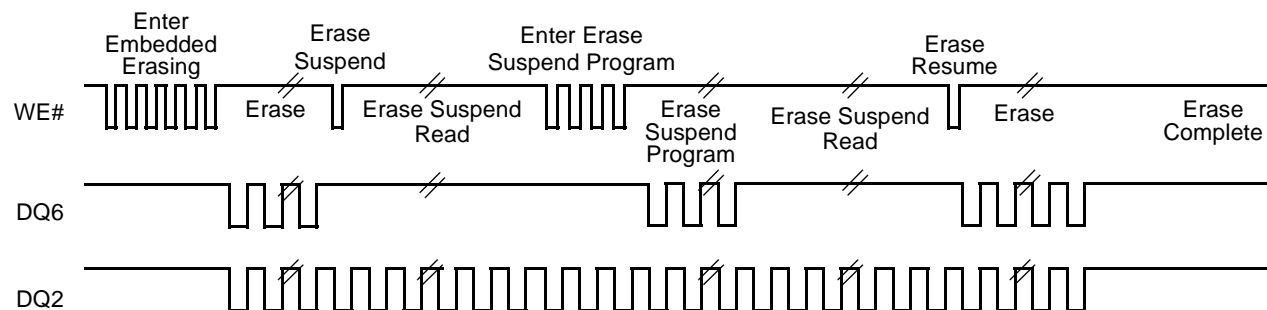 Enter
Embedded
Erasing
Erase
Suspend
Enter Erase
Suspend Program
Erase
Resume
WE#
Erase
Erase Suspend
Read
Erase
Suspend
Program
Erase Suspend
Read
Erase
Erase
Complete
DQ6
DQ2